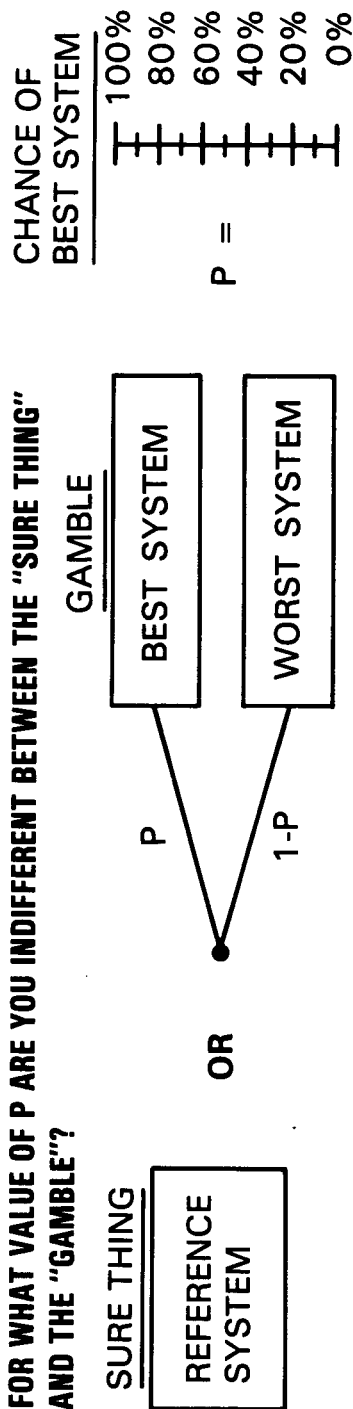 FOR WHAT VALUE OF P ARE YOU INDIFFERENT BETWEEN THE "SURE THING"
AND THE "GAMBLE"?
SURE THING
REFERENCE
SYSTEM
OR
GAMBLE
P
BEST SYSTEM
1-P
WORST SYSTEM
CHANCE OF
BEST SYSTEM
100%
80%
60%
P =
40%
20%
0%